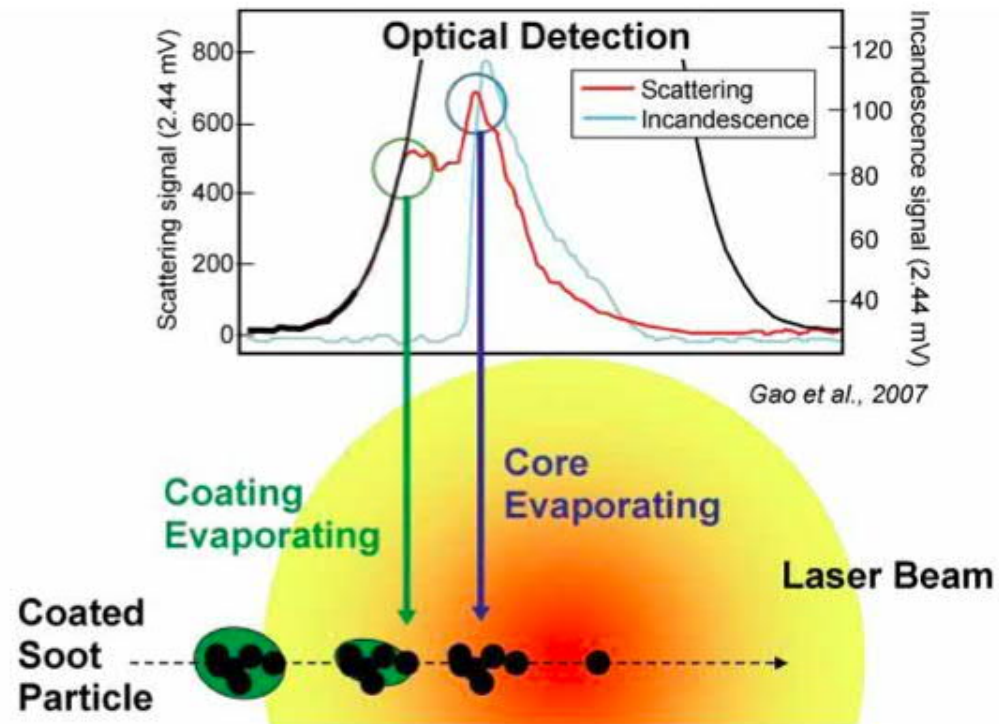 Optical Detection
Scattering signal (2.44 mV)
800
600
400
200
0
Scattering
Incandescence
120
100
80
60
40
Incandescence signal (2.44 mV)
Gao et al., 2007
Coating
Evaporating
Core
Evaporating
Laser Beam
Coated
Soot
Particle